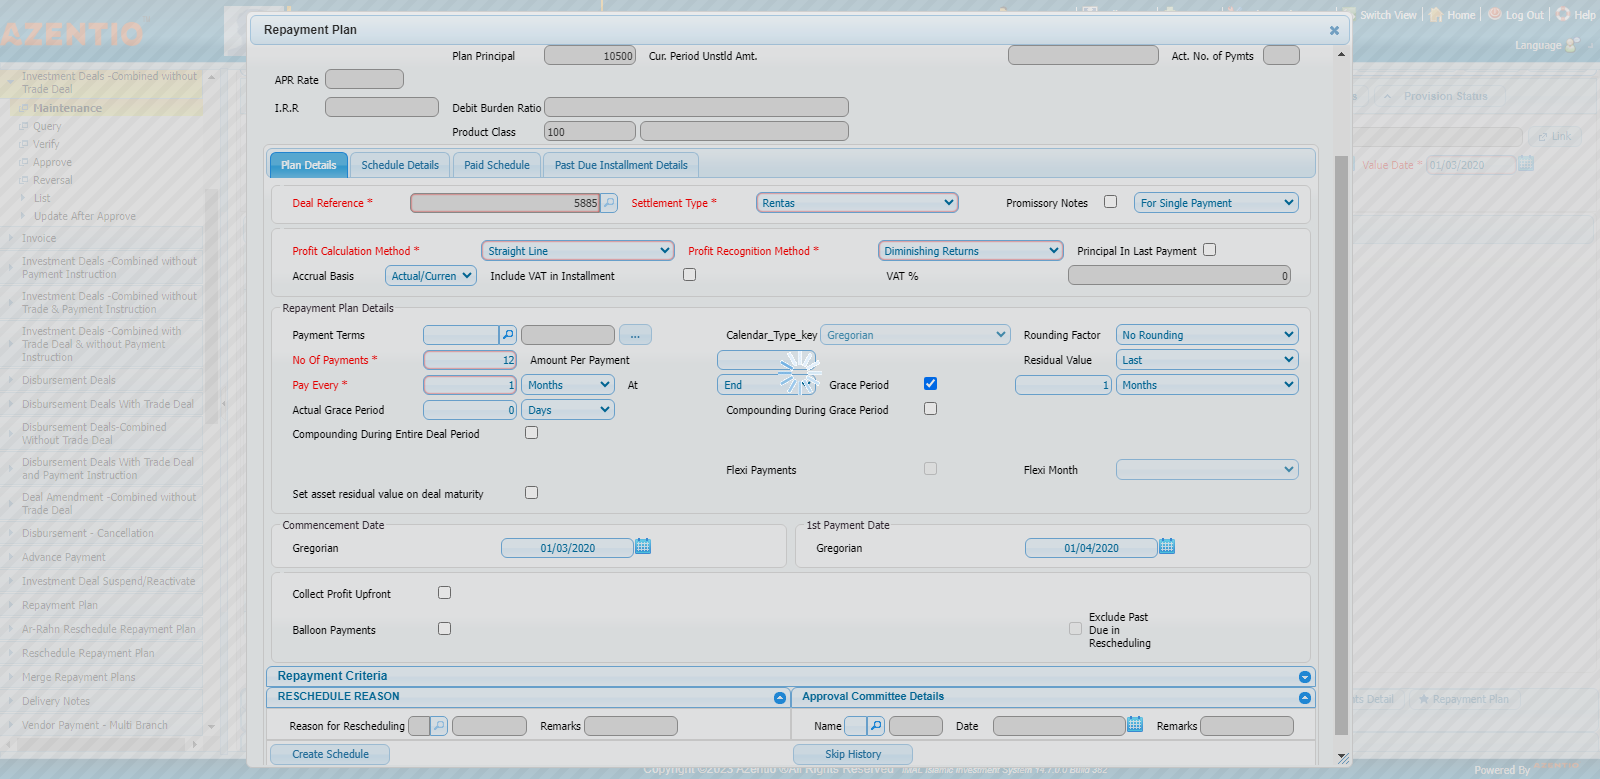 AZENTIO
Switch View
Home
Log Out
Help
Language
Repayment Plan
Plan Principal 10500 Cur. Period Unstld Amt. Act. No. of Pymts
APR Rate
I.R.R Debit Burden Ratio
Product Class 100
Plan Details Schedule Details Paid Schedule Past Due Installment Details
Deal Reference * 5885 Settlement Type * Rentas Promissory Notes For Single Payment
Profit Calculation Method * Straight Line Profit Recognition Method * Diminishing Returns Principal In Last Payment
Accrual Basis Actual/Curren Include VAT in Installment VAT % 0
Repayment Plan Details
Payment Terms ... Calendar_Type_key Gregorian Rounding Factor No Rounding
No Of Payments * 12 Amount Per Payment Residual Value Last
Pay Every * 1 Months At End Grace Period 1 Months
Actual Grace Period 0 Days Compounding During Grace Period
Compounding During Entire Deal Period
Flexi Payments Flexi Month
Set asset residual value on deal maturity
Commencement Date 1st Payment Date
Gregorian 01/03/2020 Gregorian 01/04/2020
Collect Profit Upfront
Balloon Payments
Exclude Past
Due in
Rescheduling
Repayment Criteria
RESCHEDULE REASON Approval Committee Details
Reason for Rescheduling Remarks Name Date Remarks
Create Schedule Skip History
Investment Deals -Combined without
Trade Deal
Maintenance
Query
Verify
Approve
Reversal
List
Update After Approve
Invoice
Investment Deals -Combined without
Payment Instruction
Investment Deals -Combined without
Trade & Payment Instruction
Investment Deals -Combined with
Trade Deal & without Payment
Instruction
Disbursement Deals
Disbursement Deals With Trade Deal
Disbursement Deals-Combined
Without Trade Deal
Disbursement Deals With Trade Deal
and Payment Instruction
Deal Amendment -Combined without
Trade Deal
Disbursement - Cancellation
Advance Payment
Investment Deal Suspend/Reactivate
Repayment Plan
Ar-Rahn Reschedule Repayment Plan
Reschedule Repayment Plan
Merge Repayment Plans
Delivery Notes
Vendor Payment - Multi Branch
Provision Status
Link
Value Date * 01/03/2020
Detail
Repayment Plan
Copyright ©2023 Azentio ®All Rights Reserved IMAL Islamic Investment System 14.7.0.0 Build 382
Powered By